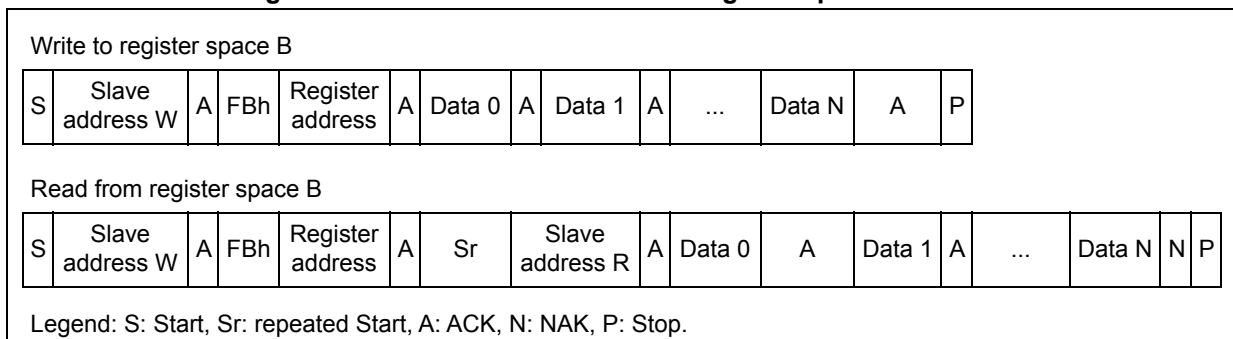 Write to register space B
S Slave address W A FBh Register address A Data 0 A Data 1 A ... Data N A P
Read from register space B
S Slave address W A FBh Register address A Sr Slave address R A Data 0 A Data 1 A ... Data N N P
Legend: S: Start, Sr: repeated Start, A: ACK, N: NAK, P: Stop.